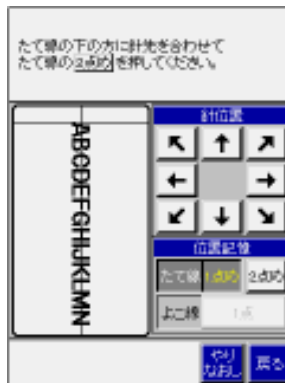 たて線の下の方に針先を合わせて
たて線の2点めを押してください。
針位置
ABCDEFGHIJKLMN
位置記憶
たて線 1点め 2点め
よこ線 1点
やり
なおし
戻る